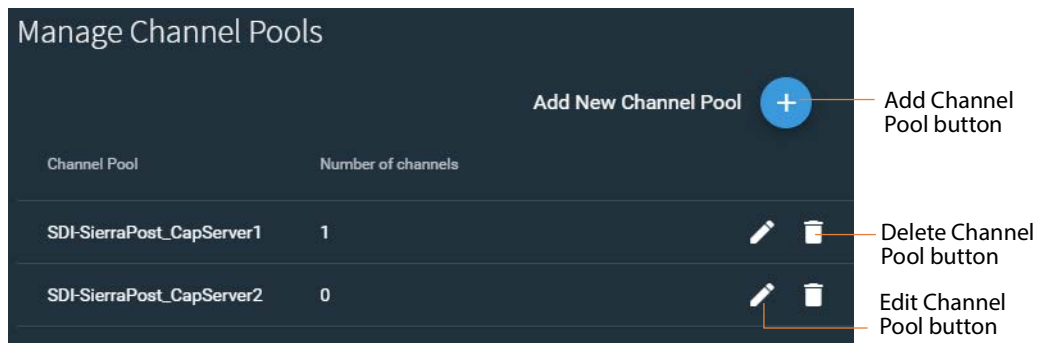 Manage Channel Pools
Add New Channel Pool
Add Channel
Pool button
Channel Pool Number of channels
SDI-SierraPost_CapServer1 1
Delete Channel
Pool button
SDI-SierraPost_CapServer2 0
Edit Channel
Pool button